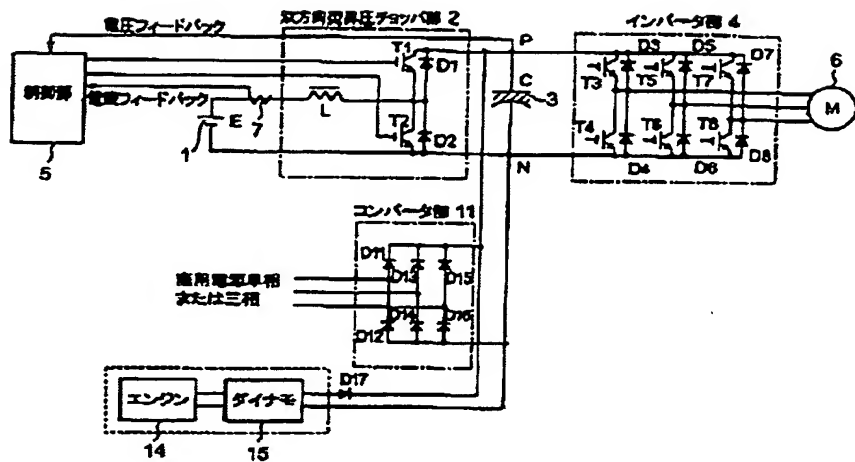 電圧フィードバック
双方向型昇圧チョッパ部 2
インバータ部 4
制御部
5
電流フィードバック
7
L
E
1
T1
D1
T2
D2
P
C
3
N
D3
D5
D7
T3
T5
T7
T4
T6
T8
D4
D6
D8
6
M
コンバータ部 11
D11
D13
D15
D14
D16
D12
商用電源単相
または三相
D17
エンジン
ダイナモ
14
15